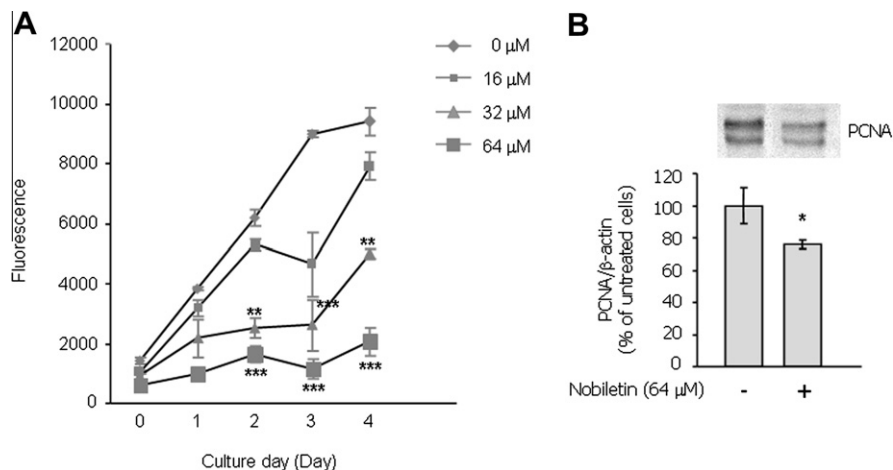 A
12000
10000
8000
6000
4000
2000
0
Fluorescence
0 1 2 3 4
Culture day (Day)
0 μM
16 μM
32 μM
64 μM
**
***
**
***
***
***
B
PCNA
120
100
80
60
40
20
0
PCNA/β-actin
(% of untreated cells)
*
Nobiletin (64 μM) - +